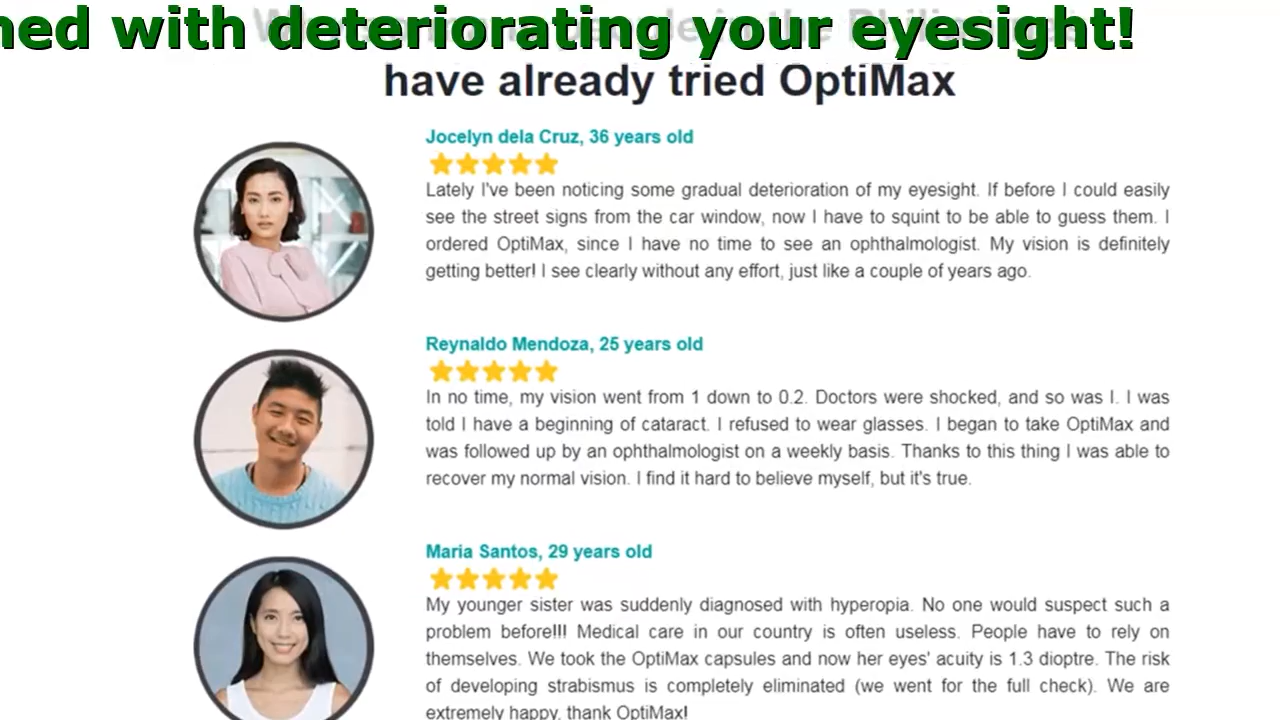 ned with deteriorating your eyesight!
have already tried OptiMax
Jocelyn dela Cruz, 36 years old
Lately I've been noticing some gradual deterioration of my eyesight. If before I could easily
see the street signs from the car window, now I have to squint to be able to guess them. I
ordered OptiMax, since I have no time to see an ophthalmologist. My vision is definitely
getting better! I see clearly without any effort, just like a couple of years ago.
Reynaldo Mendoza, 25 years old
In no time, my vision went from 1 down to 0.2. Doctors were shocked, and so was I. I was
told I have a beginning of cataract. I refused to wear glasses. I began to take OptiMax and
was followed up by an ophthalmologist on a weekly basis. Thanks to this thing I was able to
recover my normal vision. I find it hard to believe myself, but it's true.
Maria Santos, 29 years old
My younger sister was suddenly diagnosed with hyperopia. No one would suspect such a
problem before!!! Medical care in our country is often useless. People have to rely on
themselves. We took the OptiMax capsules and now her eyes' acuity is 1.3 dioptre. The risk
of developing strabismus is completely eliminated (we went for the full check). We are
extremely happy, thank OptiMax!